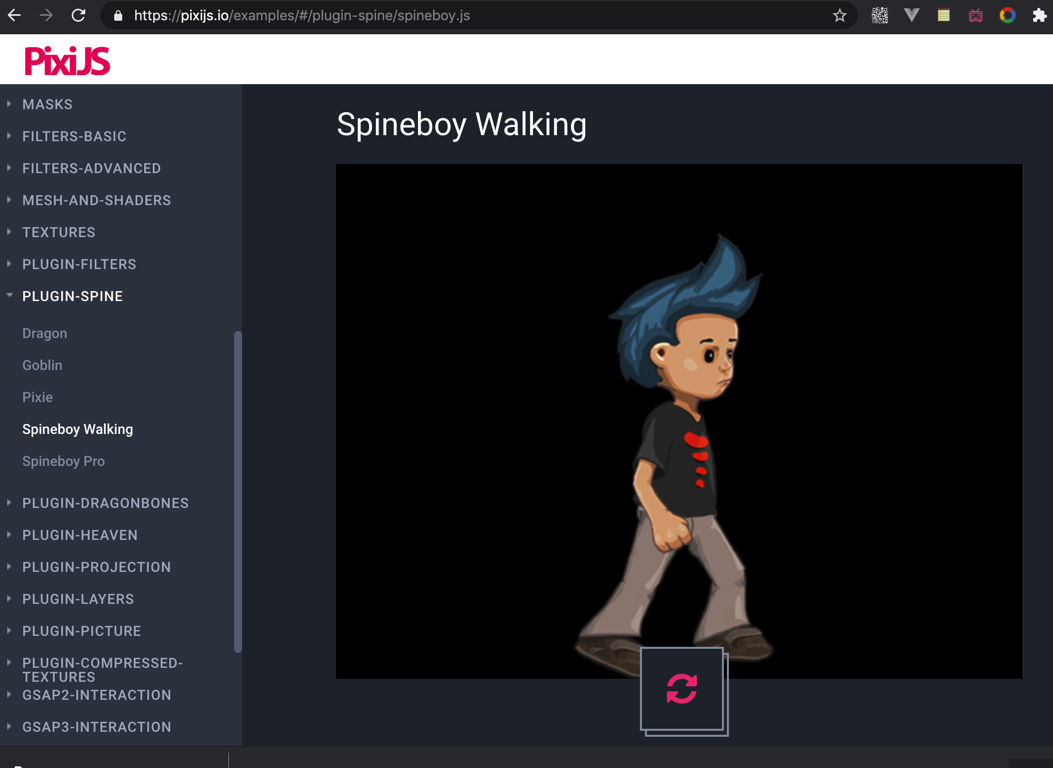 https://pixijs.io/examples/#/plugin-spine/spineboy.js
PixiJS
MASKS
FILTERS-BASIC
FILTERS-ADVANCED
MESH-AND-SHADERS
TEXTURES
PLUGIN-FILTERS
PLUGIN-SPINE
Dragon
Goblin
Pixie
Spineboy Walking
Spineboy Pro
PLUGIN-DRAGONBONES
PLUGIN-HEAVEN
PLUGIN-PROJECTION
PLUGIN-LAYERS
PLUGIN-PICTURE
PLUGIN-COMPRESSED-
TEXTURES
GSAP2-INTERACTION
GSAP3-INTERACTION
Spineboy Walking